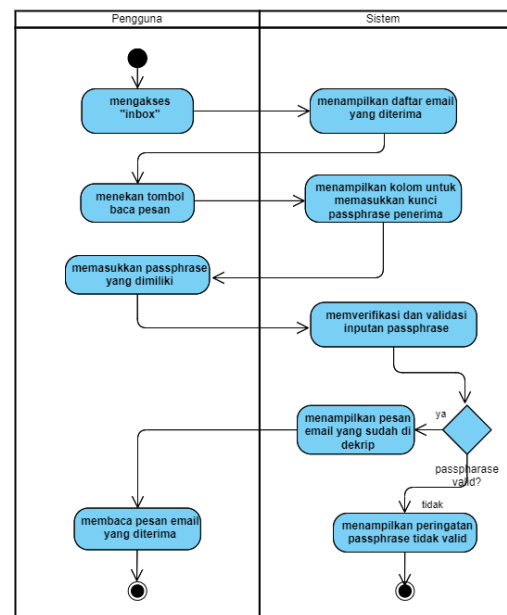 Pengguna
Sistem
mengakses
"inbox"
menampilkan daftar email
yang diterima
menekan tombol
baca pesan
menampilkan kolom untuk
memasukkan kunci
passphrase penerima
memasukkan passphrase
yang dimiliki
memverifikasi dan validasi
inputan passphrase
ya
menampilkan pesan
email yang sudah di
dekrip
passpharase
valid?
tidak
membaca pesan email
yang diterima
menampilkan peringatan
passphrase tidak valid